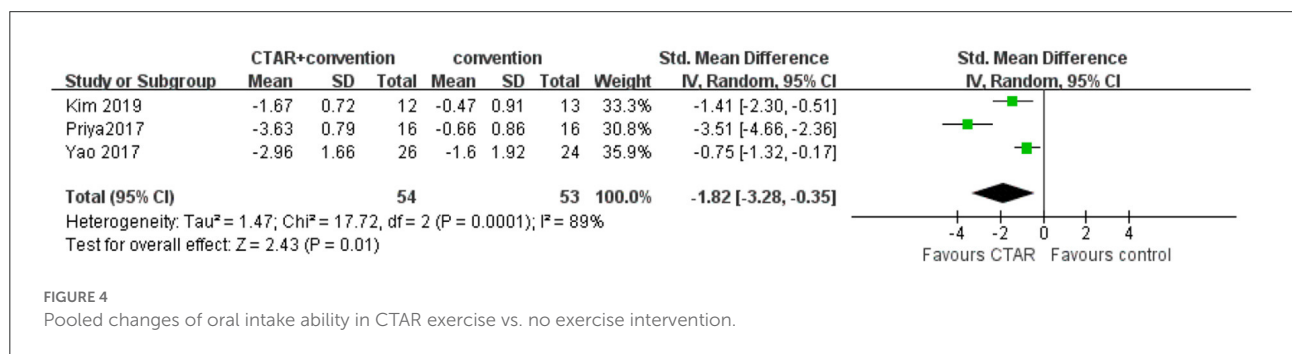 CTAR+convention convention Std. Mean Difference Std. Mean Difference
Study or Subgroup Mean SD Total Mean SD Total Weight IV, Random, 95% CI IV, Random, 95% CI
Kim 2019 -1.67 0.72 12 -0.47 0.91 13 33.3% -1.41 [-2.30, -0.51]
Priya2017 -3.63 0.79 16 -0.66 0.86 16 30.8% -3.51 [-4.66, -2.36]
Yao 2017 -2.96 1.66 26 -1.6 1.92 24 35.9% -0.75 [-1.32, -0.17]
Total (95% CI) 54 53 100.0% -1.82 [-3.28, -0.35]
Heterogeneity: Tau² = 1.47; Chi² = 17.72, df = 2 (P = 0.0001); I² = 89%
Test for overall effect: Z = 2.43 (P = 0.01)
-4 -2 0 2 4
Favours CTAR Favours control
FIGURE 4
Pooled changes of oral intake ability in CTAR exercise vs. no exercise intervention.